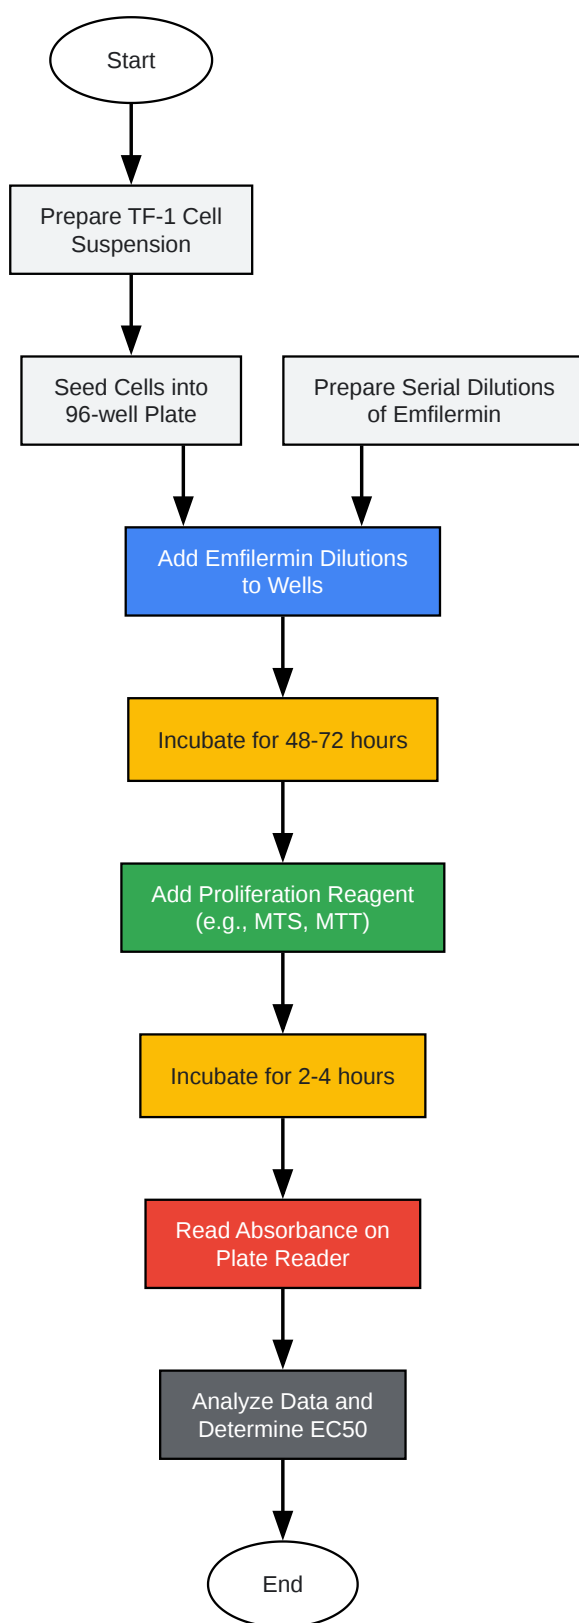 Start
Prepare TF-1 Cell
Suspension
Seed Cells into
96-well Plate
Prepare Serial Dilutions
of Emfilermin
Add Emfilermin Dilutions
to Wells
Incubate for 48-72 hours
Add Proliferation Reagent
(e.g., MTS, MTT)
Incubate for 2-4 hours
Read Absorbance on
Plate Reader
Analyze Data and
Determine EC50
End